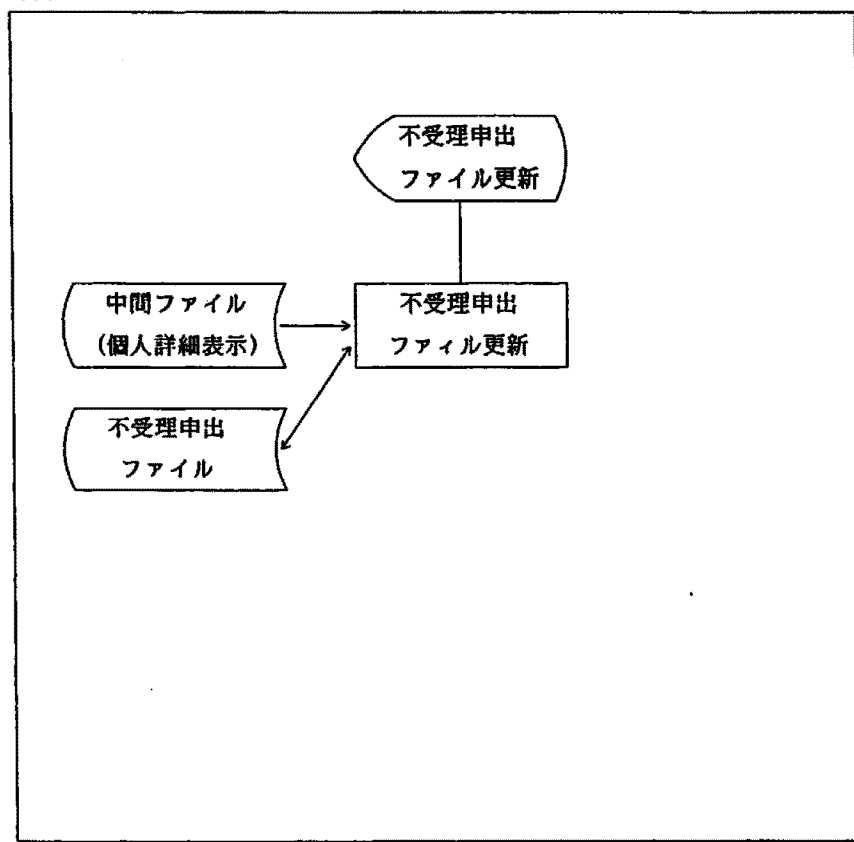 不受理申出
ファイル更新
中間ファイル
(個人詳細表示)
不受理申出
ファィル更新
不受理申出
ファイル